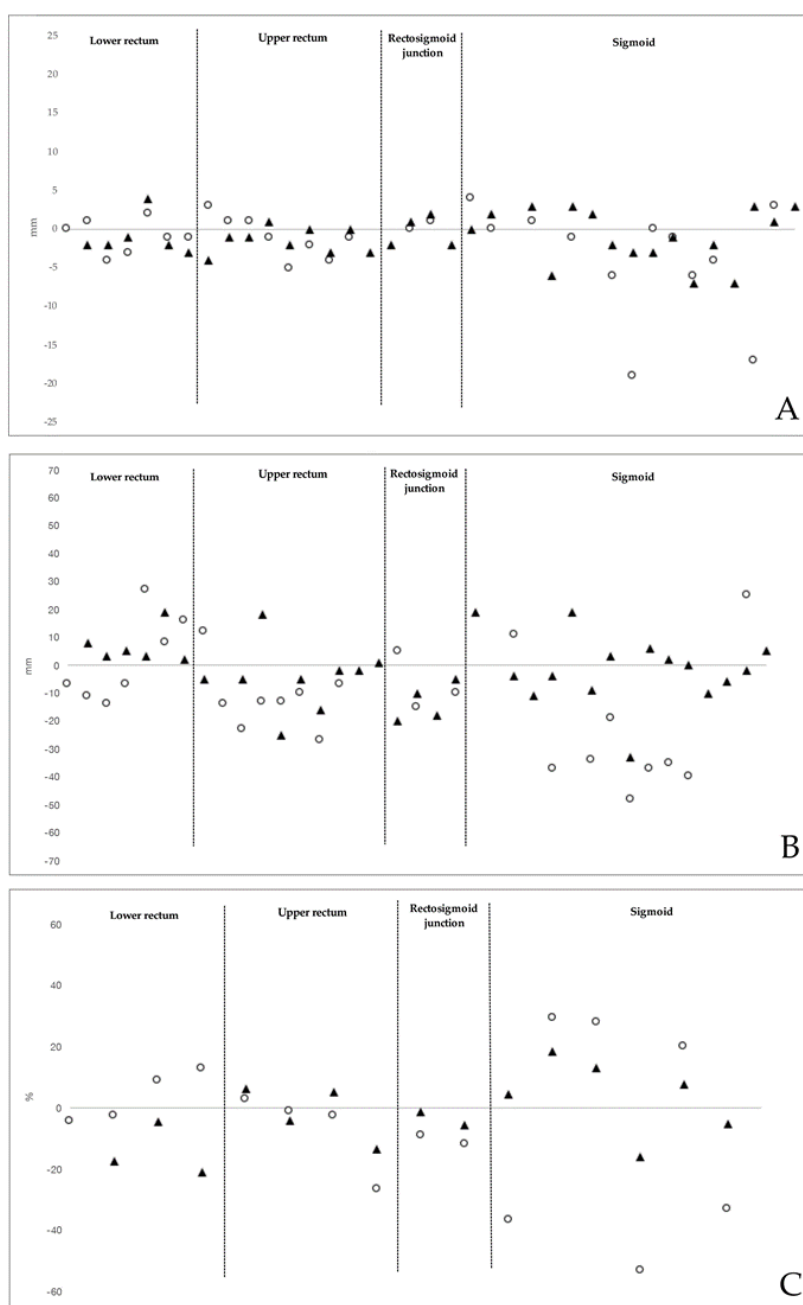 25
Lower rectum
Upper rectum
Rectosigmoid
junction
Sigmoid
20
15
10
5
mm
0
-5
-10
-15
-20
-25
A
70
Lower rectum
Upper rectum
Rectosigmoid
junction
Sigmoid
60
50
40
30
20
10
mm
0
-10
-20
-30
-40
-50
-60
-70
B
60
Lower rectum
Upper rectum
Rectosigmoid
junction
Sigmoid
40
20
%
0
-20
-40
-60
C